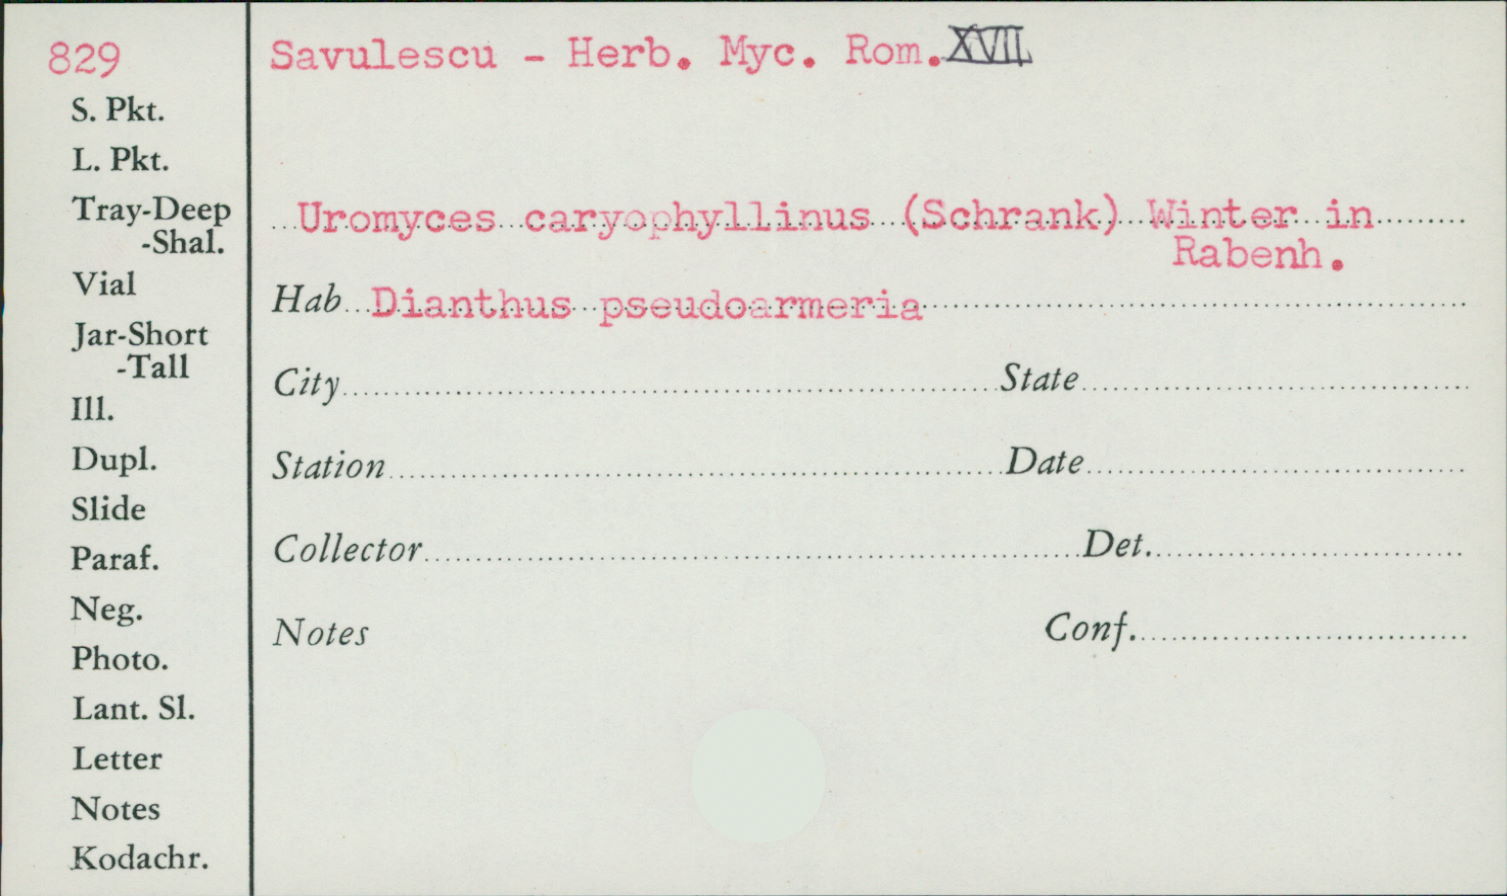 829
Savulescu - Herb. Myc. Rom. XVII
S. Pkt.
L. Pkt.
Tray-Deep
-Shal.
Vial
Jar-Short
-Tall
Ill.
Dupl.
Slide
Paraf.
Neg.
Photo.
Lant. Sl.
Letter
Notes
Kodachr.
Uromyces caryophyllinus (Schrank) Winter in
Rabenh.
Hab Dianthus pseudoarmeria
City State
Station Date
Collector Det.
Notes Conf.